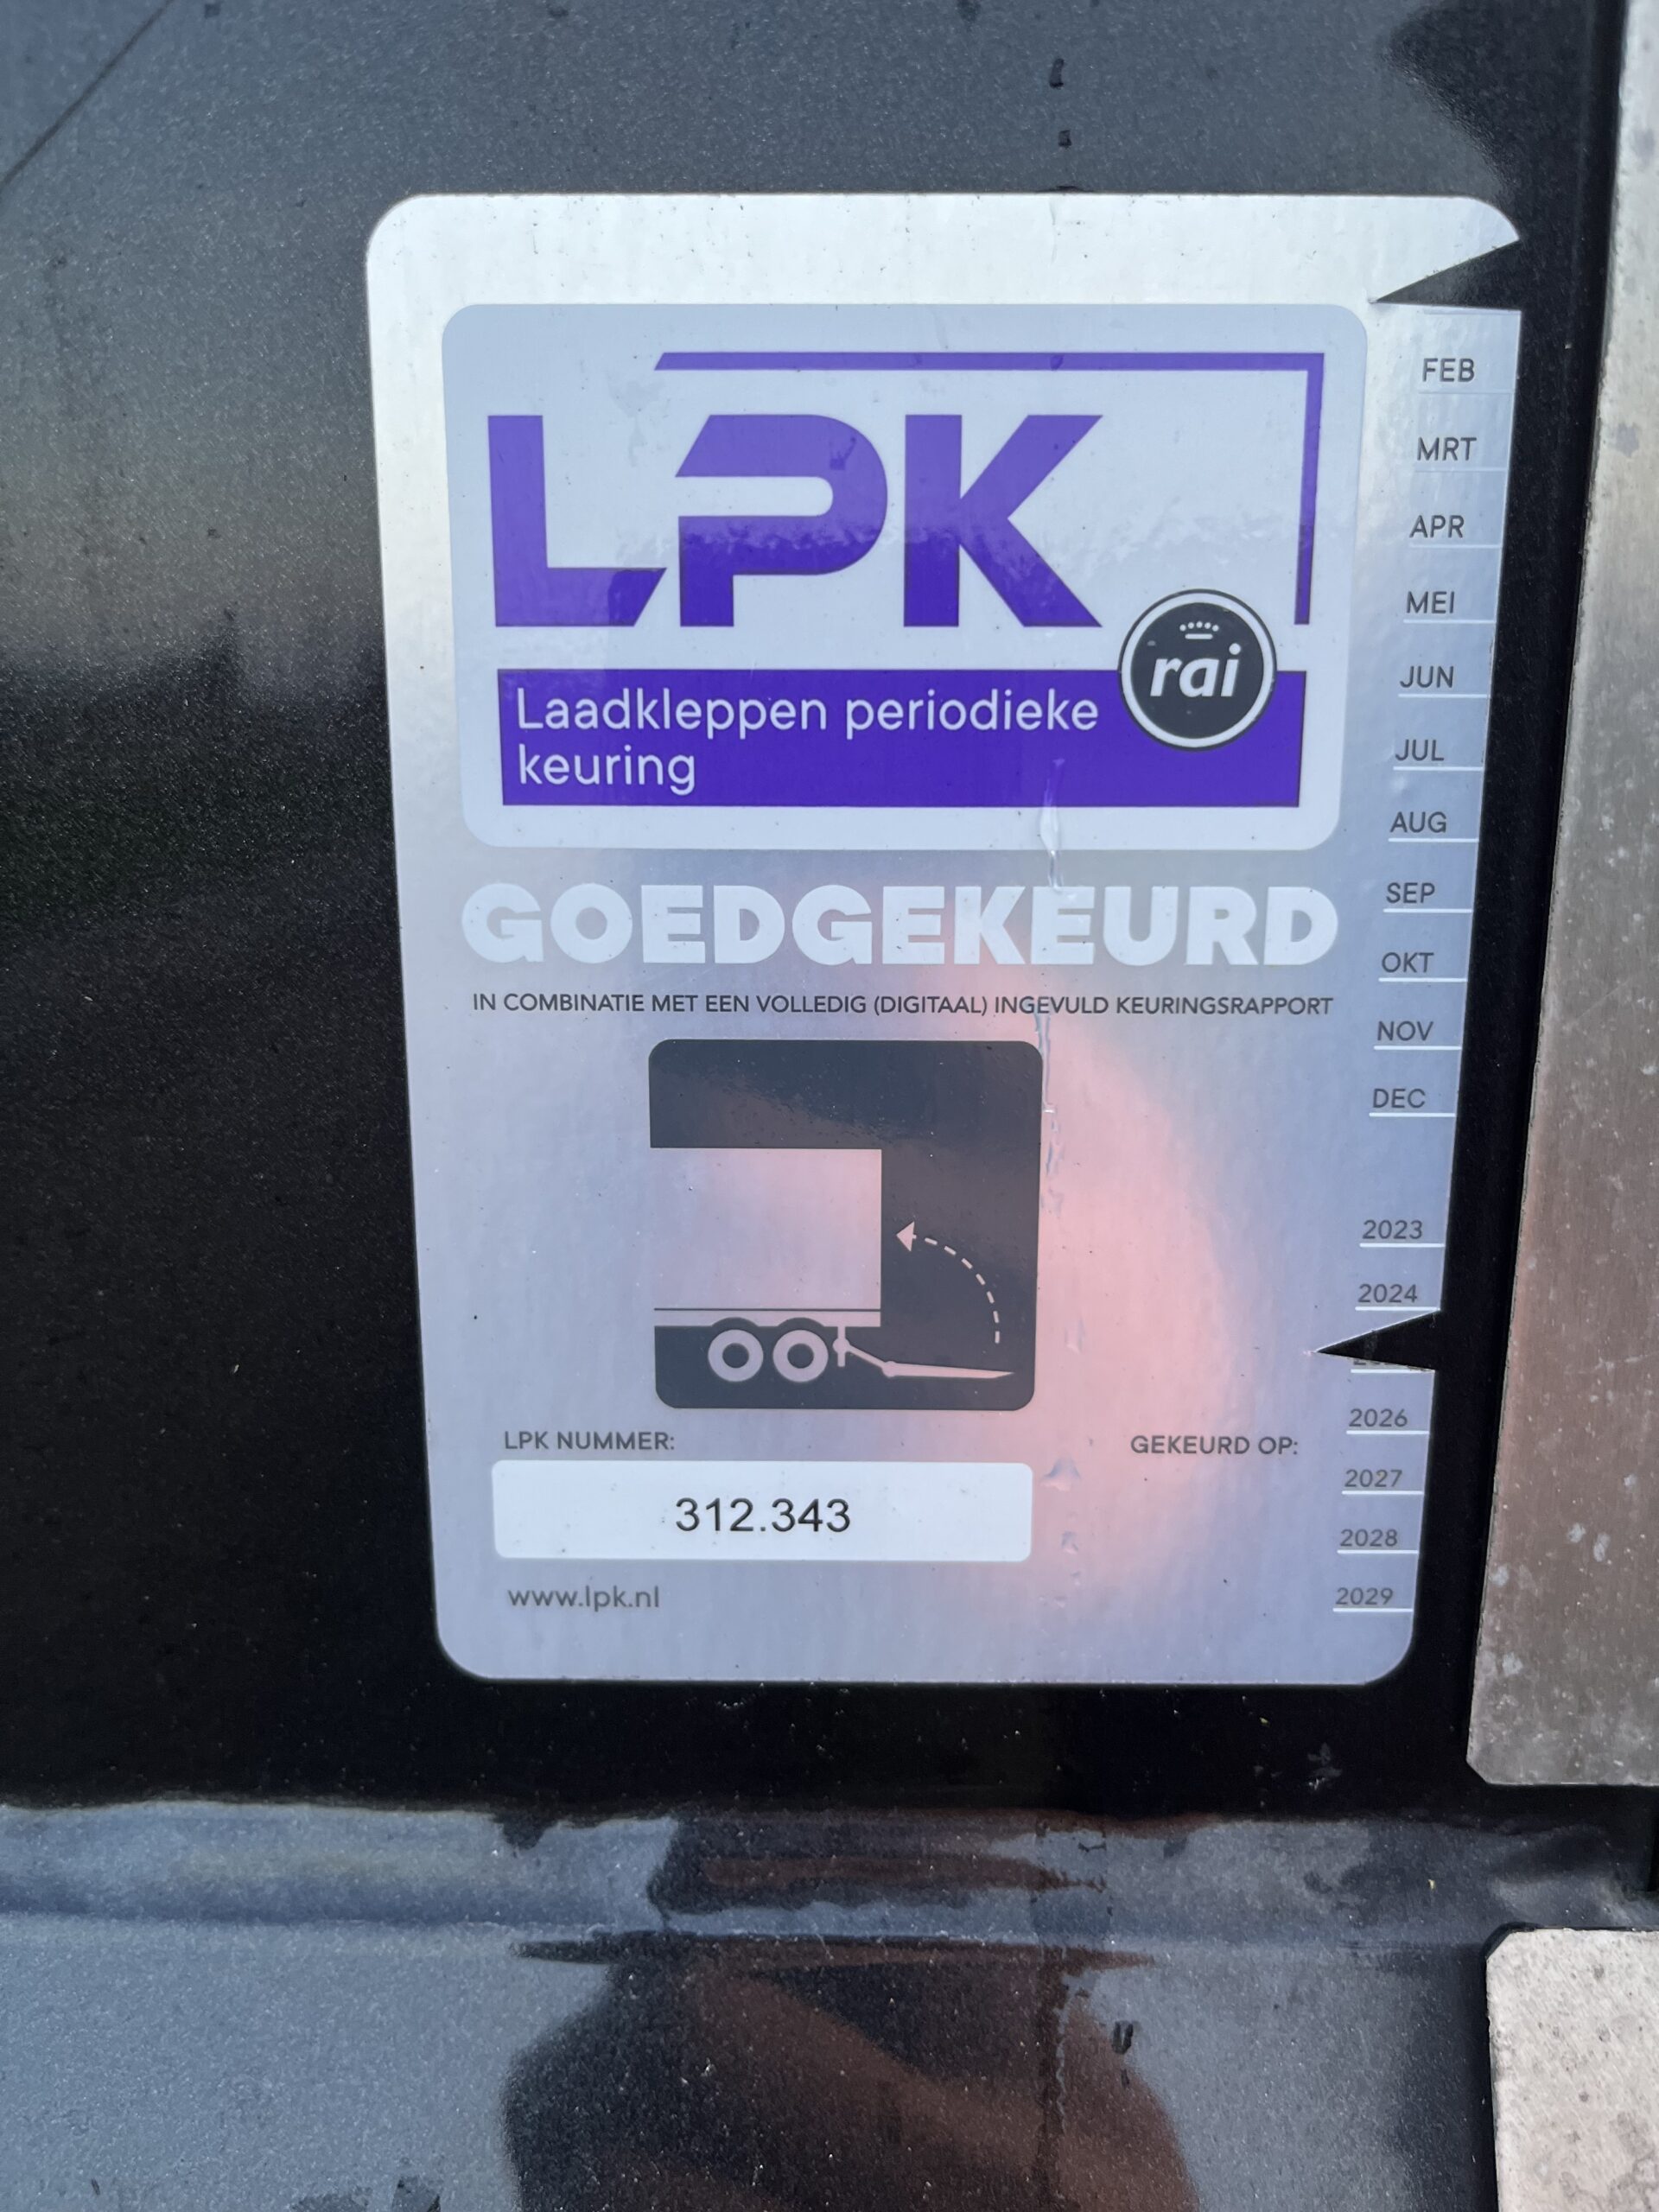 LPK
rai
Laadkleppen periodieke
keuring
GOEDGEKEURD
IN COMBINATIE MET EEN VOLLEDIG (DIGITAAL) INGEVULD KEURINGSRAPPORT
LPK NUMMER:
312.343
www.lpk.nl
GEKEURD OP:
FEB
MRT
APR
MEI
JUN
JUL
AUG
SEP
OKT
NOV
DEC
2023
2024
2026
2027
2028
2029